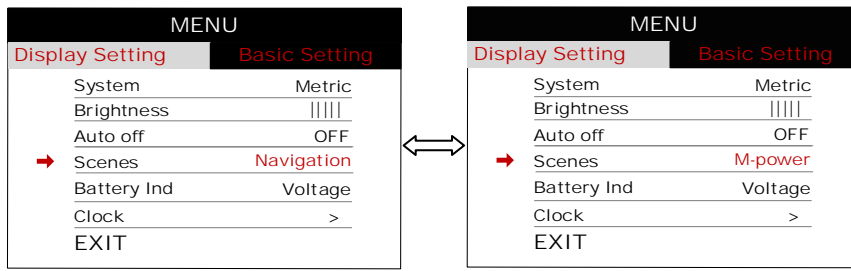 MENU
Display Setting Basic Setting
System Metric
Brightness |||||
Auto off OFF
Scenes Navigation
Battery Ind Voltage
Clock >
EXIT
MENU
Display Setting Basic Setting
System Metric
Brightness |||||
Auto off OFF
Scenes M-power
Battery Ind Voltage
Clock >
EXIT